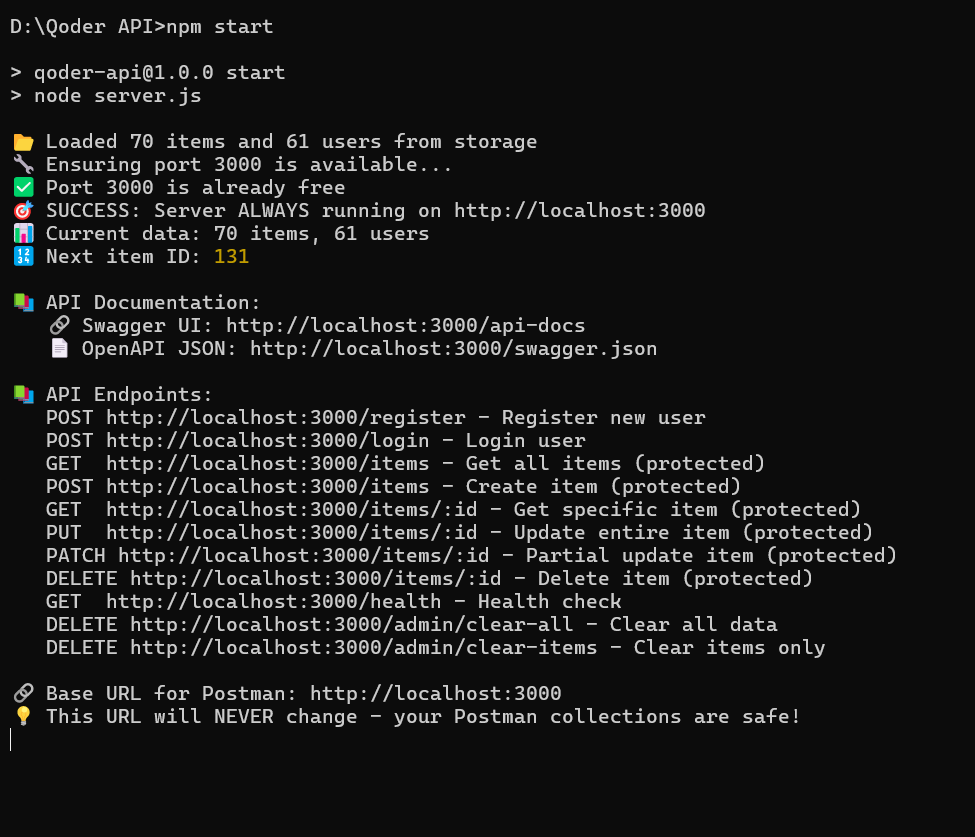 D:\Qoder API>npm start
> qoder-api@1.0.0 start
> node server.js
📂 Loaded 70 items and 61 users from storage
🔧 Ensuring port 3000 is available...
✅ Port 3000 is already free
🎯 SUCCESS: Server ALWAYS running on http://localhost:3000
📊 Current data: 70 items, 61 users
🔢 Next item ID: 131
📚 API Documentation:
🔗 Swagger UI: http://localhost:3000/api-docs
📄 OpenAPI JSON: http://localhost:3000/swagger.json
📚 API Endpoints:
POST http://localhost:3000/register - Register new user
POST http://localhost:3000/login - Login user
GET  http://localhost:3000/items - Get all items (protected)
POST http://localhost:3000/items - Create item (protected)
GET  http://localhost:3000/items/:id - Get specific item (protected)
PUT  http://localhost:3000/items/:id - Update entire item (protected)
PATCH http://localhost:3000/items/:id - Partial update item (protected)
DELETE http://localhost:3000/items/:id - Delete item (protected)
GET  http://localhost:3000/health - Health check
DELETE http://localhost:3000/admin/clear-all - Clear all data
DELETE http://localhost:3000/admin/clear-items - Clear items only
🔗 Base URL for Postman: http://localhost:3000
💡 This URL will NEVER change - your Postman collections are safe!